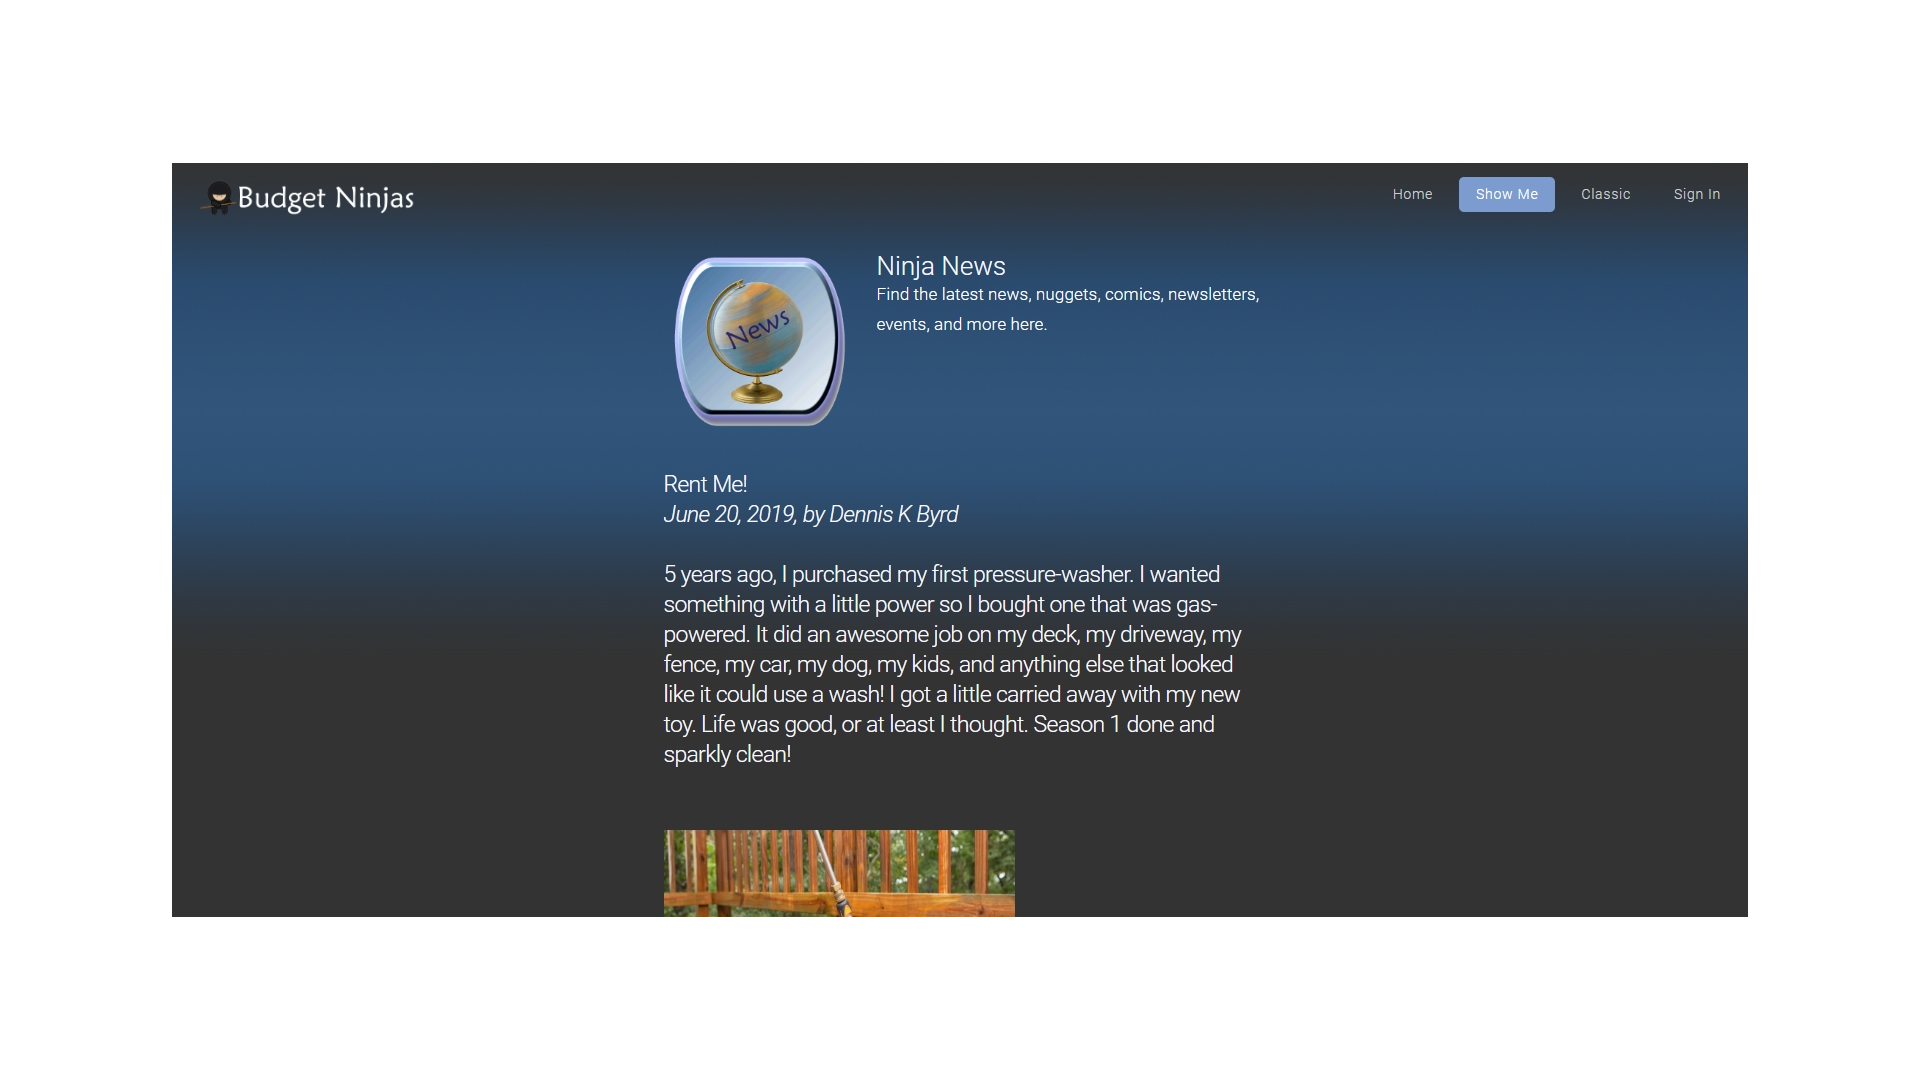 Budget Ninjas
Home
Show Me
Classic
Sign In
News
Ninja News
Find the latest news, nuggets, comics, newsletters,
events, and more here.
Rent Me!
June 20, 2019, by Dennis K Byrd
5 years ago, I purchased my first pressure-washer. I wanted
something with a little power so I bought one that was gas-
powered. It did an awesome job on my deck, my driveway, my
fence, my car, my dog, my kids, and anything else that looked
like it could use a wash! I got a little carried away with my new
toy. Life was good, or at least I thought. Season 1 done and
sparkly clean!